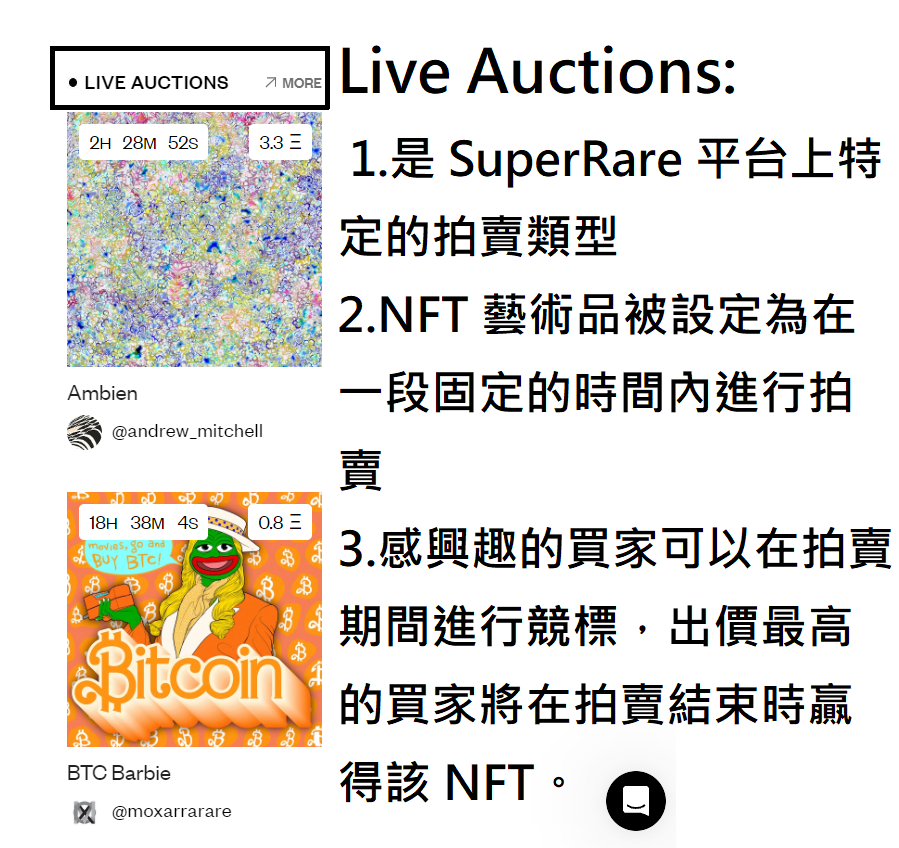 LIVE AUCTIONS
MORE
2H 28M 52S
3.3 Ξ
Ambien
@andrew_mitchell
18H 38M 4S
0.8 Ξ
movies, go and
BUY BTC!
Bitcoin
BTC Barbie
@moxarrarare
Live Auctions:
1.是 SuperRare 平台上特
定的拍賣類型
2.NFT 藝術品被設定為在
一段固定的時間內進行拍
賣
3.感興趣的買家可以在拍賣
期間進行競標，出價最高
的買家將在拍賣結束時贏
得該 NFT。